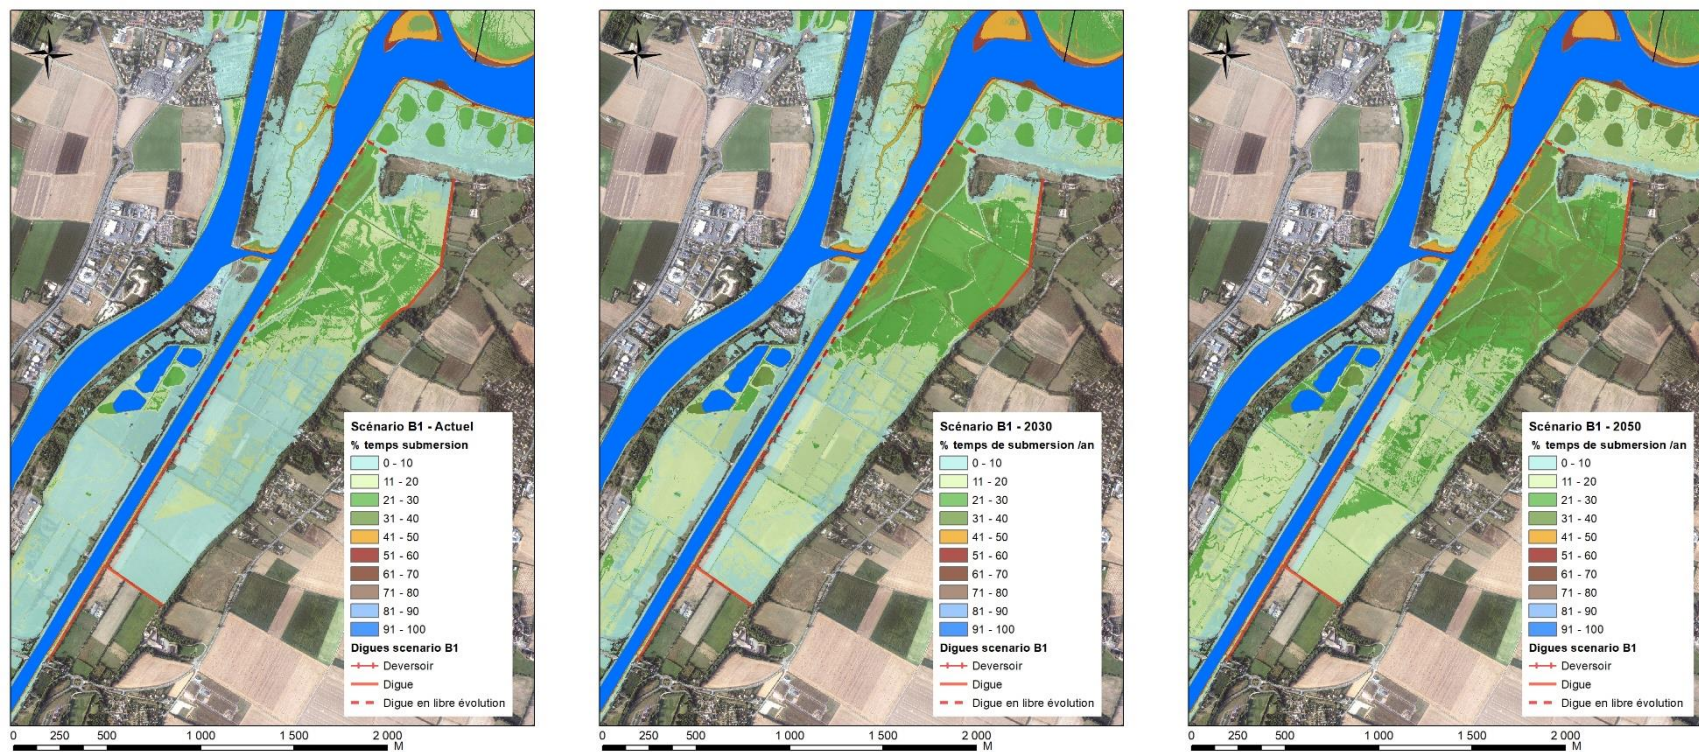 Scénario B1 - Actuel
% temps submersion
0 - 10
11 - 20
21 - 30
31 - 40
41 - 50
51 - 60
61 - 70
71 - 80
81 - 90
91 - 100
Digues scenario B1
Deversoir
Digue
Digue en libre évolution
0 250 500 1 000 1 500 2 000
M
Scénario B1 - 2030
% temps de submersion /an
0 - 10
11 - 20
21 - 30
31 - 40
41 - 50
51 - 60
61 - 70
71 - 80
81 - 90
91 - 100
Digues scenario B1
Deversoir
Digue
Digue en libre évolution
0 250 500 1 000 1 500 2 000
M
Scénario B1 - 2050
% temps de submersion /an
0 - 10
11 - 20
21 - 30
31 - 40
41 - 50
51 - 60
61 - 70
71 - 80
81 - 90
91 - 100
Digues scenario B1
Deversoir
Digue
Digue en libre évolution
0 250 500 1 000 1 500 2 000
M